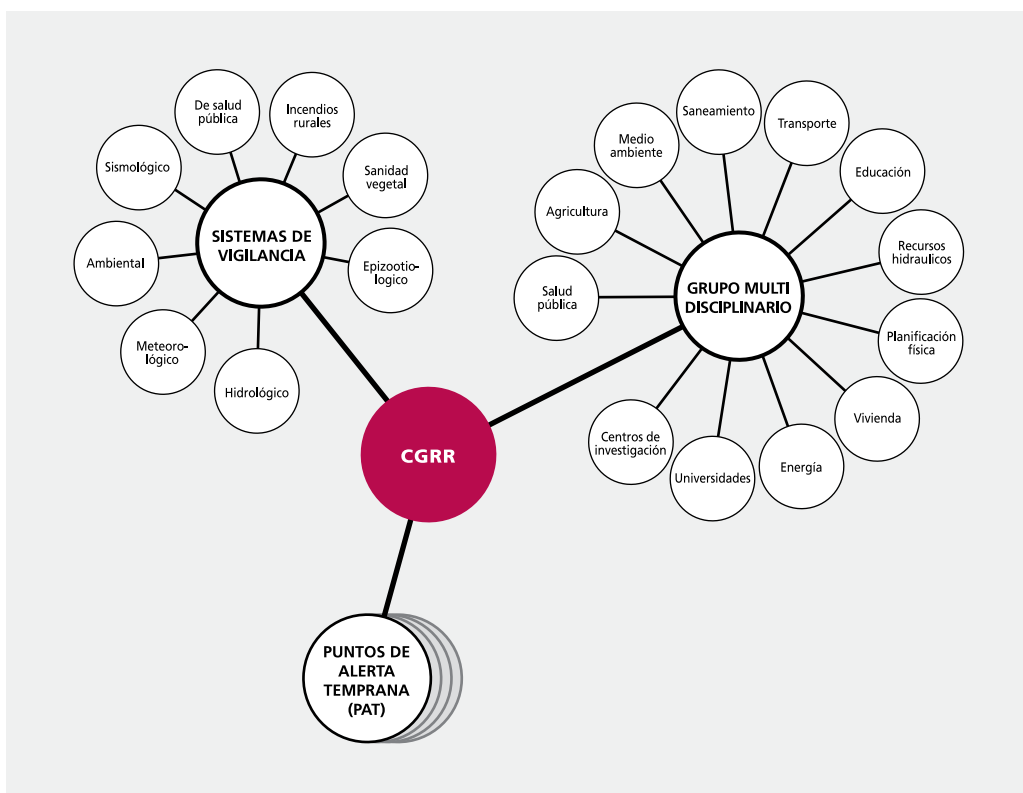 De salud
pública
Incendios
rurales
Sismológico
Sanidad
vegetal
SISTEMAS DE
VIGILANCIA
Ambiental
Epizootio-
logico
Meteoro-
lógico
Hidrológico
Saneamiento
Transporte
Medio
ambiente
Educación
Agricultura
Recursos
hidraulicos
Salud
pública
GRUPO MULTI
DISCIPLINARIO
Planificación
física
Vivienda
Centros de
investigación
Universidades
Energía
CGRR
PUNTOS DE
ALERTA
TEMPRANA
(PAT)